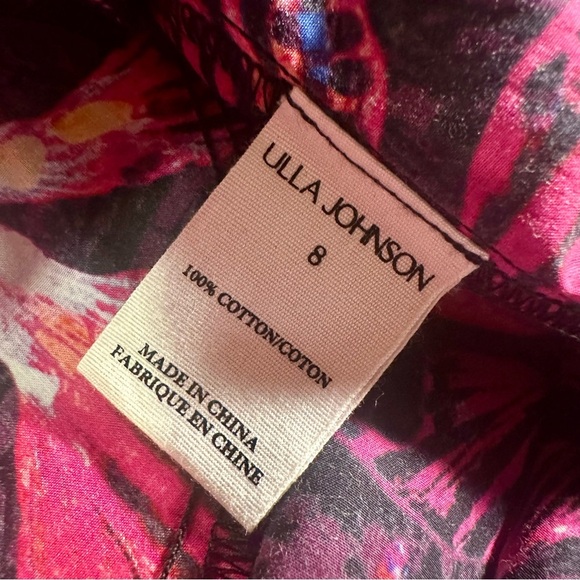 ULLA JOHNSON
8
100% COTTON/COTON
MADE IN CHINA
FABRIQUE EN CHINE